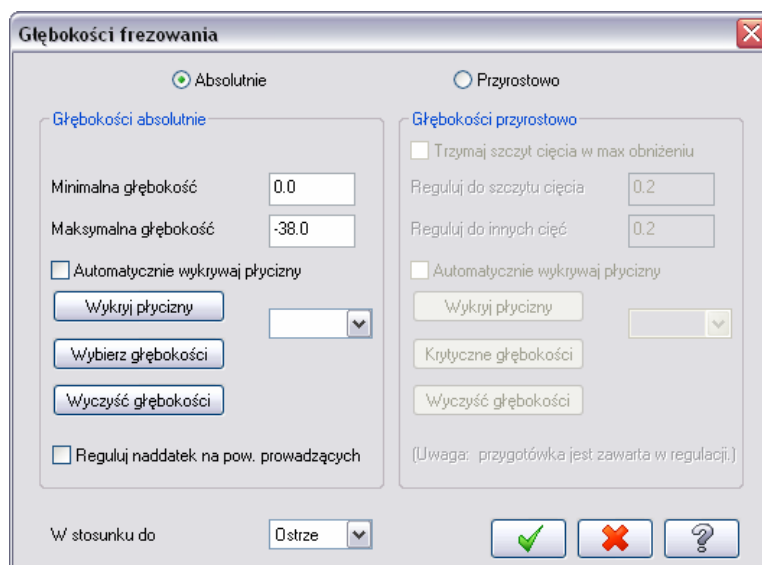 Głębokości frezowania
Absolutnie
Przyrostowo
Głębokości absolutnie
Minimalna głębokość 0.0
Maksymalna głębokość -38.0
Automatycznie wykrywaj płycizny
Wykryj płycizny
Wybierz głębokości
Wyczyść głębokości
Reguluj naddatek na pow. prowadzących
Głębokości przyrostowo
Trzymaj szczyt cięcia w max obniżeniu
Reguluj do szczytu cięcia 0.2
Reguluj do innych cięć 0.2
Automatycznie wykrywaj płycizny
Wykryj płycizny
Krytyczne głębokości
Wyczyść głębokości
(Uwaga: przygotówka jest zawarta w regulacji.)
W stosunku do Ostrze